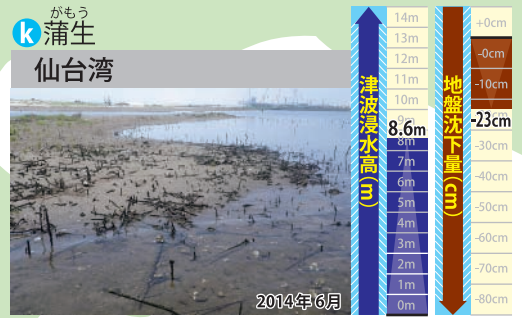 がもう
k 蒲生
仙台湾
2014年6月
津波浸水高(m)
14m
13m
12m
11m
10m
9m
8.6m
8m
7m
6m
5m
4m
3m
2m
1m
0m
地盤沈下量(cm)
+0cm
-0cm
-10cm
-23cm
-30cm
-40cm
-50cm
-60cm
-70cm
-80cm